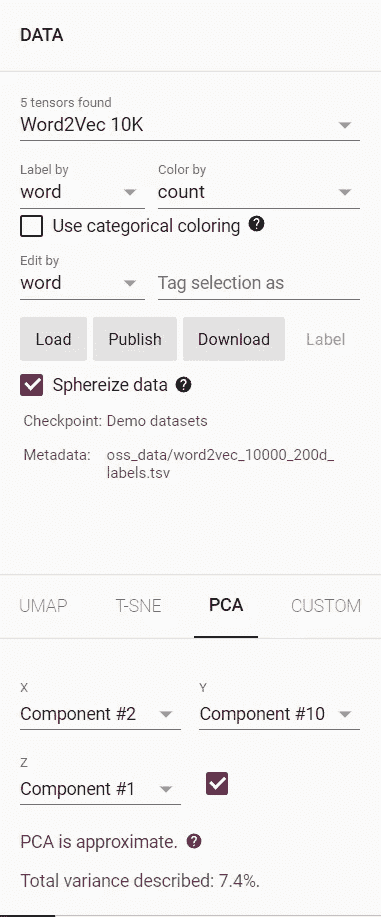 DATA
5 tensors found
Word2Vec 10K
Label by
Color by
word
count
Use categorical coloring ?
Edit by
word
Tag selection as
Load Publish Download Label
Sphereize data ?
Checkpoint: Demo datasets
Metadata: oss_data/word2vec_10000_200d_
labels.tsv
UMAP T-SNE PCA CUSTOM
X Y
Component #2 Component #10
Z
Component #1
PCA is approximate. ?
Total variance described: 7.4%.